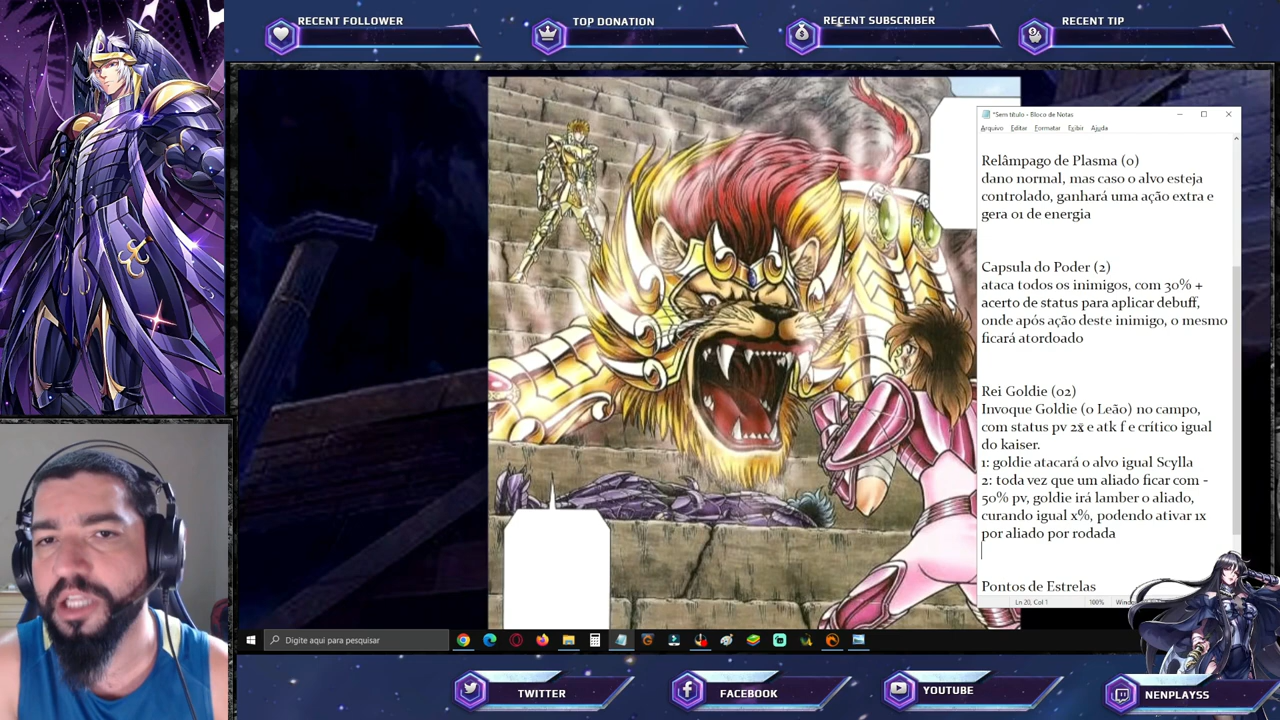 RECENT FOLLOWER
TOP DONATION
RECENT SUBSCRIBER
RECENT TIP
*Sem título - Bloco de Notas
Arquivo Editar Formatar Exibir Ajuda
Relâmpago de Plasma (0)
dano normal, mas caso o alvo esteja
controlado, ganhará uma ação extra e
gera 01 de energia
Capsula do Poder (2)
ataca todos os inimigos, com 30% +
acerto de status para aplicar debuff,
onde após ação deste inimigo, o mesmo
ficará atordoado
Rei Goldie (02)
Invoque Goldie (o Leão) no campo,
com status pv 2x e atk f e crítico igual
do kaiser.
1: goldie atacará o alvo igual Scylla
2: toda vez que um aliado ficar com -
50% pv, goldie irá lamber o aliado,
curando igual x%, podendo ativar 1x
por aliado por rodada
Pontos de Estrelas
Ln 20, Col 1 100%
Digite aqui para pesquisar
TWITTER
FACEBOOK
YOUTUBE
NENPLAYSS